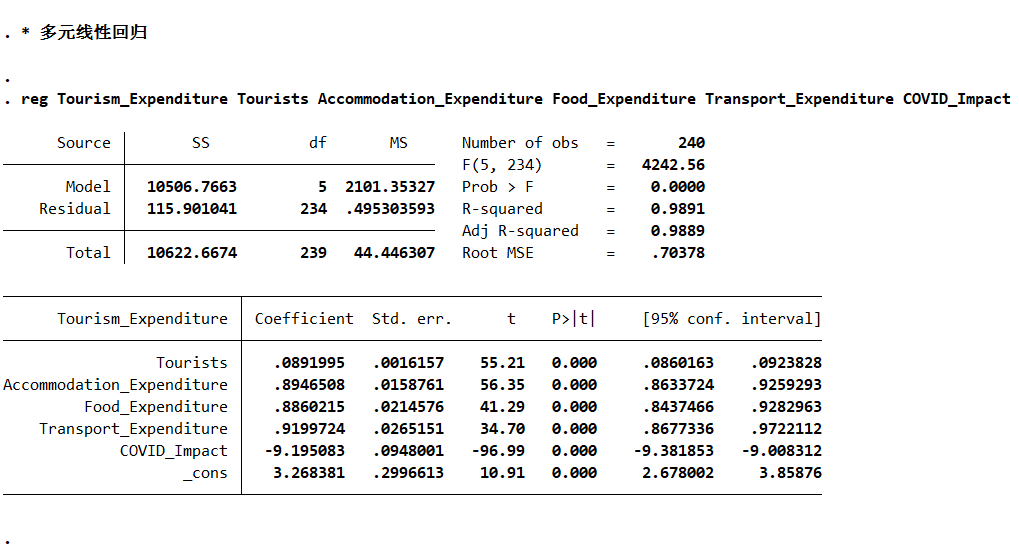 . * 多元线性回归
.
. reg Tourism_Expenditure Tourists Accommodation_Expenditure Food_Expenditure Transport_Expenditure COVID_Impact
Source SS df MS Number of obs = 240
F(5, 234) = 4242.56
Model 10506.7663 5 2101.35327 Prob > F = 0.0000
Residual 115.901041 234 .495303593 R-squared = 0.9891
Adj R-squared = 0.9889
Total 10622.6674 239 44.446307 Root MSE = .70378
Tourism_Expenditure Coefficient Std. err. t P>|t| [95% conf. interval]
Tourists .0891995 .0016157 55.21 0.000 .0860163 .0923828
Accommodation_Expenditure .8946508 .0158761 56.35 0.000 .8633724 .9259293
Food_Expenditure .8860215 .0214576 41.29 0.000 .8437466 .9282963
Transport_Expenditure .9199724 .0265151 34.70 0.000 .8677336 .9722112
COVID_Impact -9.195083 .0948001 -96.99 0.000 -9.381853 -9.008312
_cons 3.268381 .2996613 10.91 0.000 2.678002 3.85876
.